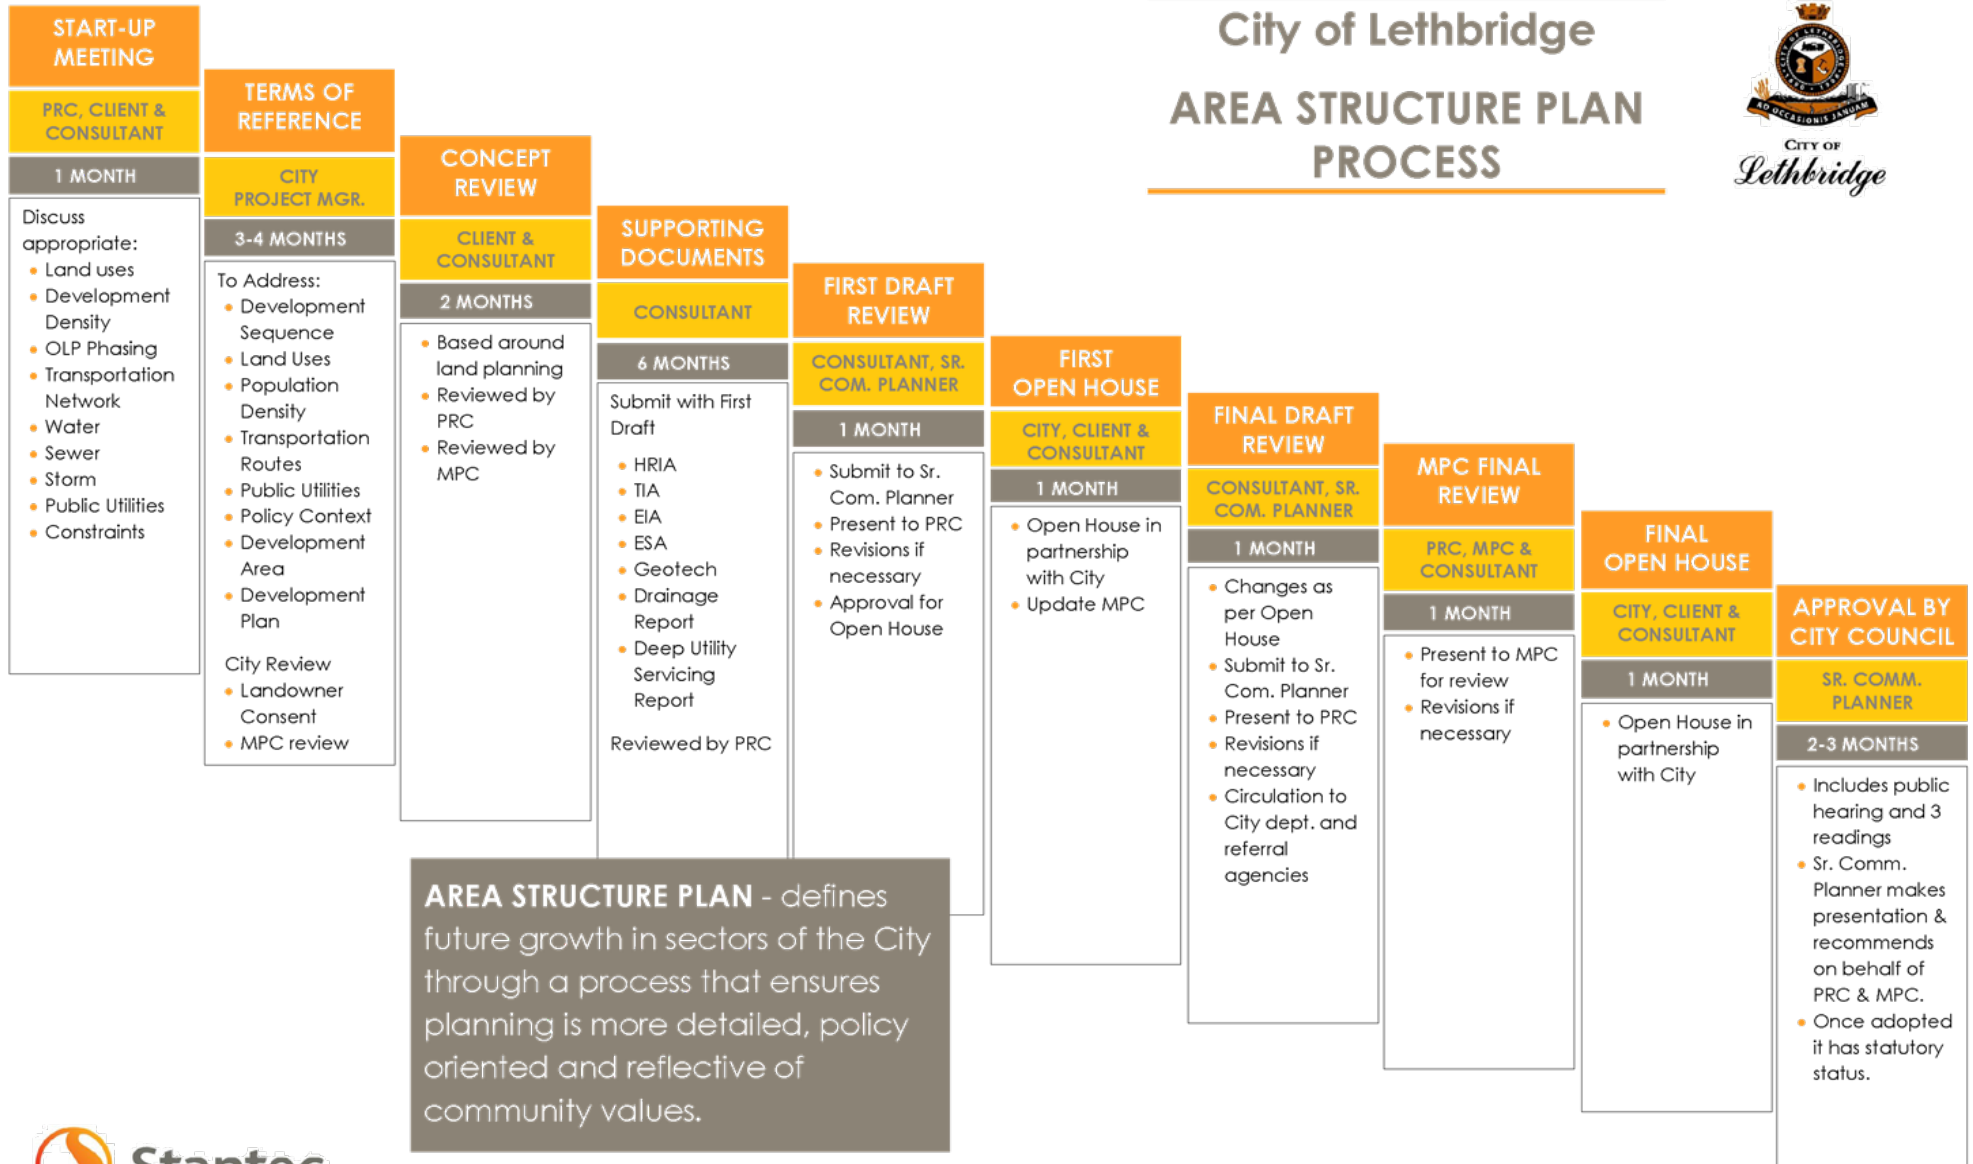 City of Lethbridge
AREA STRUCTURE PLAN
PROCESS
CITY OF LETHBRIDGE
AD OCCASIONIS JANUAM
CITY OF
Lethbridge
START-UP
MEETING
PRC, CLIENT &
CONSULTANT
1 MONTH
Discuss
appropriate:
• Land uses
• Development
Density
• OLP Phasing
• Transportation
Network
• Water
• Sewer
• Storm
• Public Utilities
• Constraints
TERMS OF
REFERENCE
CITY
PROJECT MGR.
3-4 MONTHS
To Address:
• Development
Sequence
• Land Uses
• Population
Density
• Transportation
Routes
• Public Utilities
• Policy Context
• Development
Area
• Development
Plan
City Review
• Landowner
Consent
• MPC review
CONCEPT
REVIEW
CLIENT &
CONSULTANT
2 MONTHS
• Based around
land planning
• Reviewed by
PRC
• Reviewed by
MPC
SUPPORTING
DOCUMENTS
CONSULTANT
6 MONTHS
Submit with First
Draft
• HRIA
• TIA
• EIA
• ESA
• Geotech
• Drainage
Report
• Deep Utility
Servicing
Report
Reviewed by PRC
FIRST DRAFT
REVIEW
CONSULTANT, SR.
COM. PLANNER
1 MONTH
• Submit to Sr.
Com. Planner
• Present to PRC
• Revisions if
necessary
• Approval for
Open House
FIRST
OPEN HOUSE
CITY, CLIENT &
CONSULTANT
1 MONTH
• Open House in
partnership
with City
• Update MPC
FINAL DRAFT
REVIEW
CONSULTANT, SR.
COM. PLANNER
1 MONTH
• Changes as
per Open
House
• Submit to Sr.
Com. Planner
• Present to PRC
• Revisions if
necessary
• Circulation to
City dept. and
referral
agencies
MPC FINAL
REVIEW
PRC, MPC &
CONSULTANT
1 MONTH
• Present to MPC
for review
• Revisions if
necessary
FINAL
OPEN HOUSE
CITY, CLIENT &
CONSULTANT
1 MONTH
• Open House in
partnership
with City
APPROVAL BY
CITY COUNCIL
SR. COMM.
PLANNER
2-3 MONTHS
• Includes public
hearing and 3
readings
• Sr. Comm.
Planner makes
presentation &
recommends
on behalf of
PRC & MPC.
• Once adopted
it has statutory
status.
AREA STRUCTURE PLAN - defines
future growth in sectors of the City
through a process that ensures
planning is more detailed, policy
oriented and reflective of
community values.
Stantec